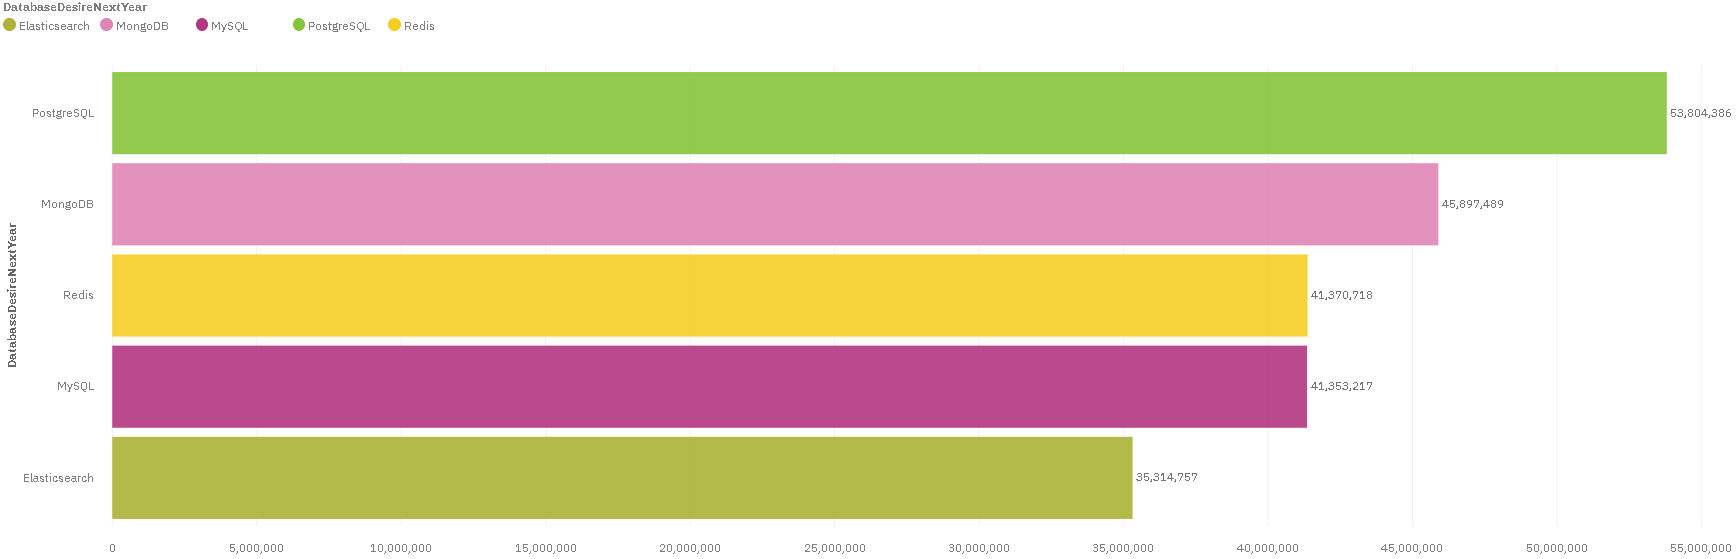 DatabaseDesireNextYear
Elasticsearch MongoDB MySQL PostgreSQL Redis
DatabaseDesireNextYear
PostgreSQL 53,804,386
MongoDB 45,897,489
Redis 41,370,718
MySQL 41,353,217
Elasticsearch 35,314,757
0 5,000,000 10,000,000 15,000,000 20,000,000 25,000,000 30,000,000 35,000,000 40,000,000 45,000,000 50,000,000 55,000,000